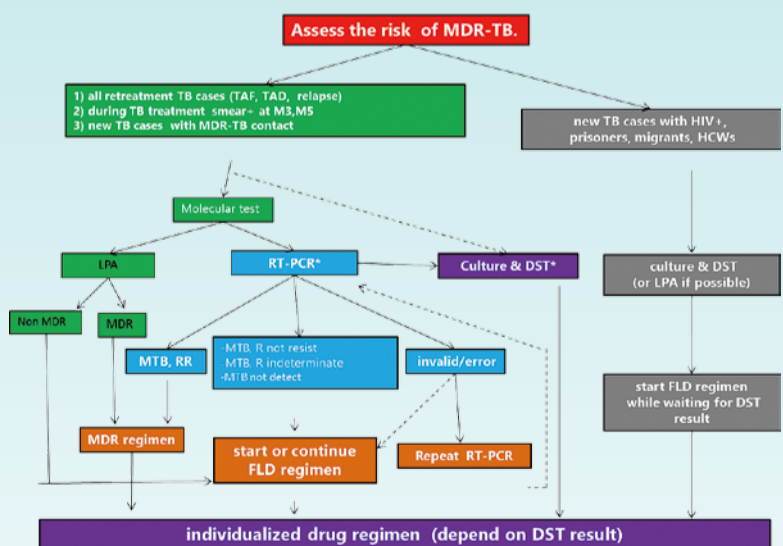 Assess the risk of MDR-TB.
1) all retreatment TB cases (TAF, TAD, relapse)
2) during TB treatment smear+ at M3,M5
3) new TB cases with MDR-TB contact
new TB cases with HIV+,
prisoners, migrants, HCWs
Molecular test
LPA
RT-PCR*
Culture & DST*
culture & DST
(or LPA if possible)
Non MDR
MDR
MTB, RR
-MTB, R not resist
-MTB, R indeterminate
-MTB not detect
invalid/error
start FLD regimen
while waiting for DST
result
MDR regimen
start or continue
FLD regimen
Repeat RT-PCR
individualized drug regimen (depend on DST result)